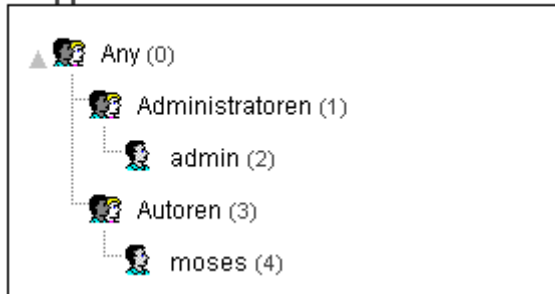 Any (0)
Administratoren (1)
admin (2)
Autoren (3)
moses (4)